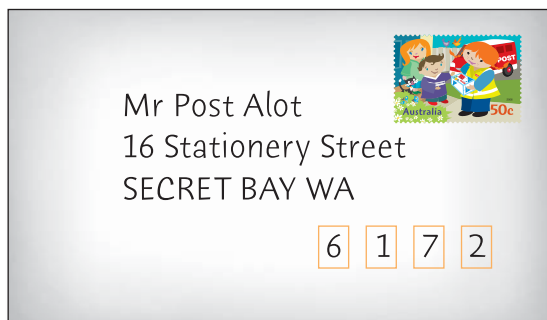 POST
Australia 50c
Mr Post Alot
16 Stationery Street
SECRET BAY WA
6 1 7 2